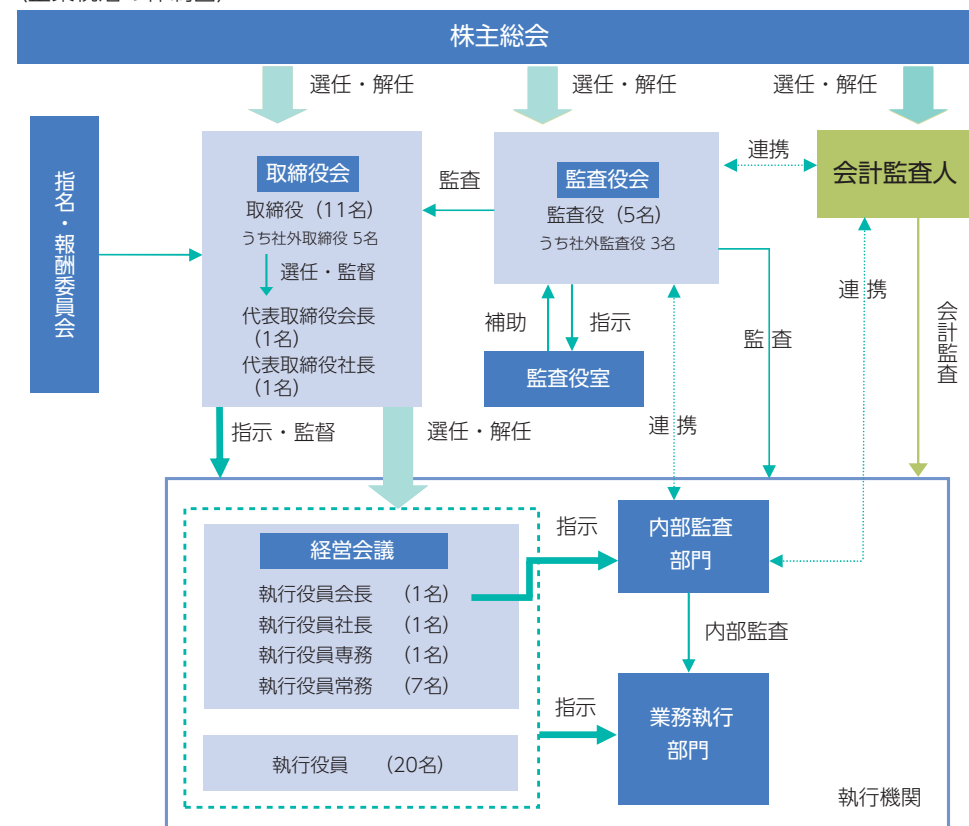 株主総会
選任・解任
選任・解任
選任・解任
指名・報酬委員会
取締役会
取締役(11名)
うち社外取締役 5名
選任・監督
代表取締役会長
(1名)
代表取締役社長
(1名)
監査
監査役会
監査役(5名)
うち社外監査役 3名
連携
会計監査人
補助
指示
監査役室
監査
連携
会計監査
指示・監督
選任・解任
連携
経営会議
執行役員会長 (1名)
執行役員社長 (1名)
執行役員専務 (1名)
執行役員常務 (7名)
執行役員 (20名)
指示
内部監査
部門
内部監査
指示
業務執行
部門
執行機関